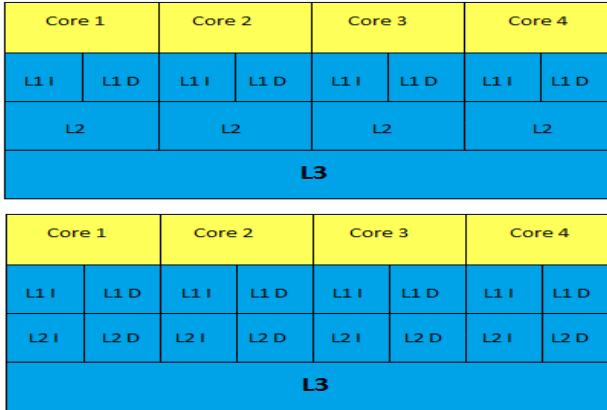 Core 1 Core 2 Core 3 Core 4
L1 I L1 D L1 I L1 D L1 I L1 D L1 I L1 D
L2 L2 L2 L2
L3
Core 1 Core 2 Core 3 Core 4
L1 I L1 D L1 I L1 D L1 I L1 D L1 I L1 D
L2 I L2 D L2 I L2 D L2 I L2 D L2 I L2 D
L3